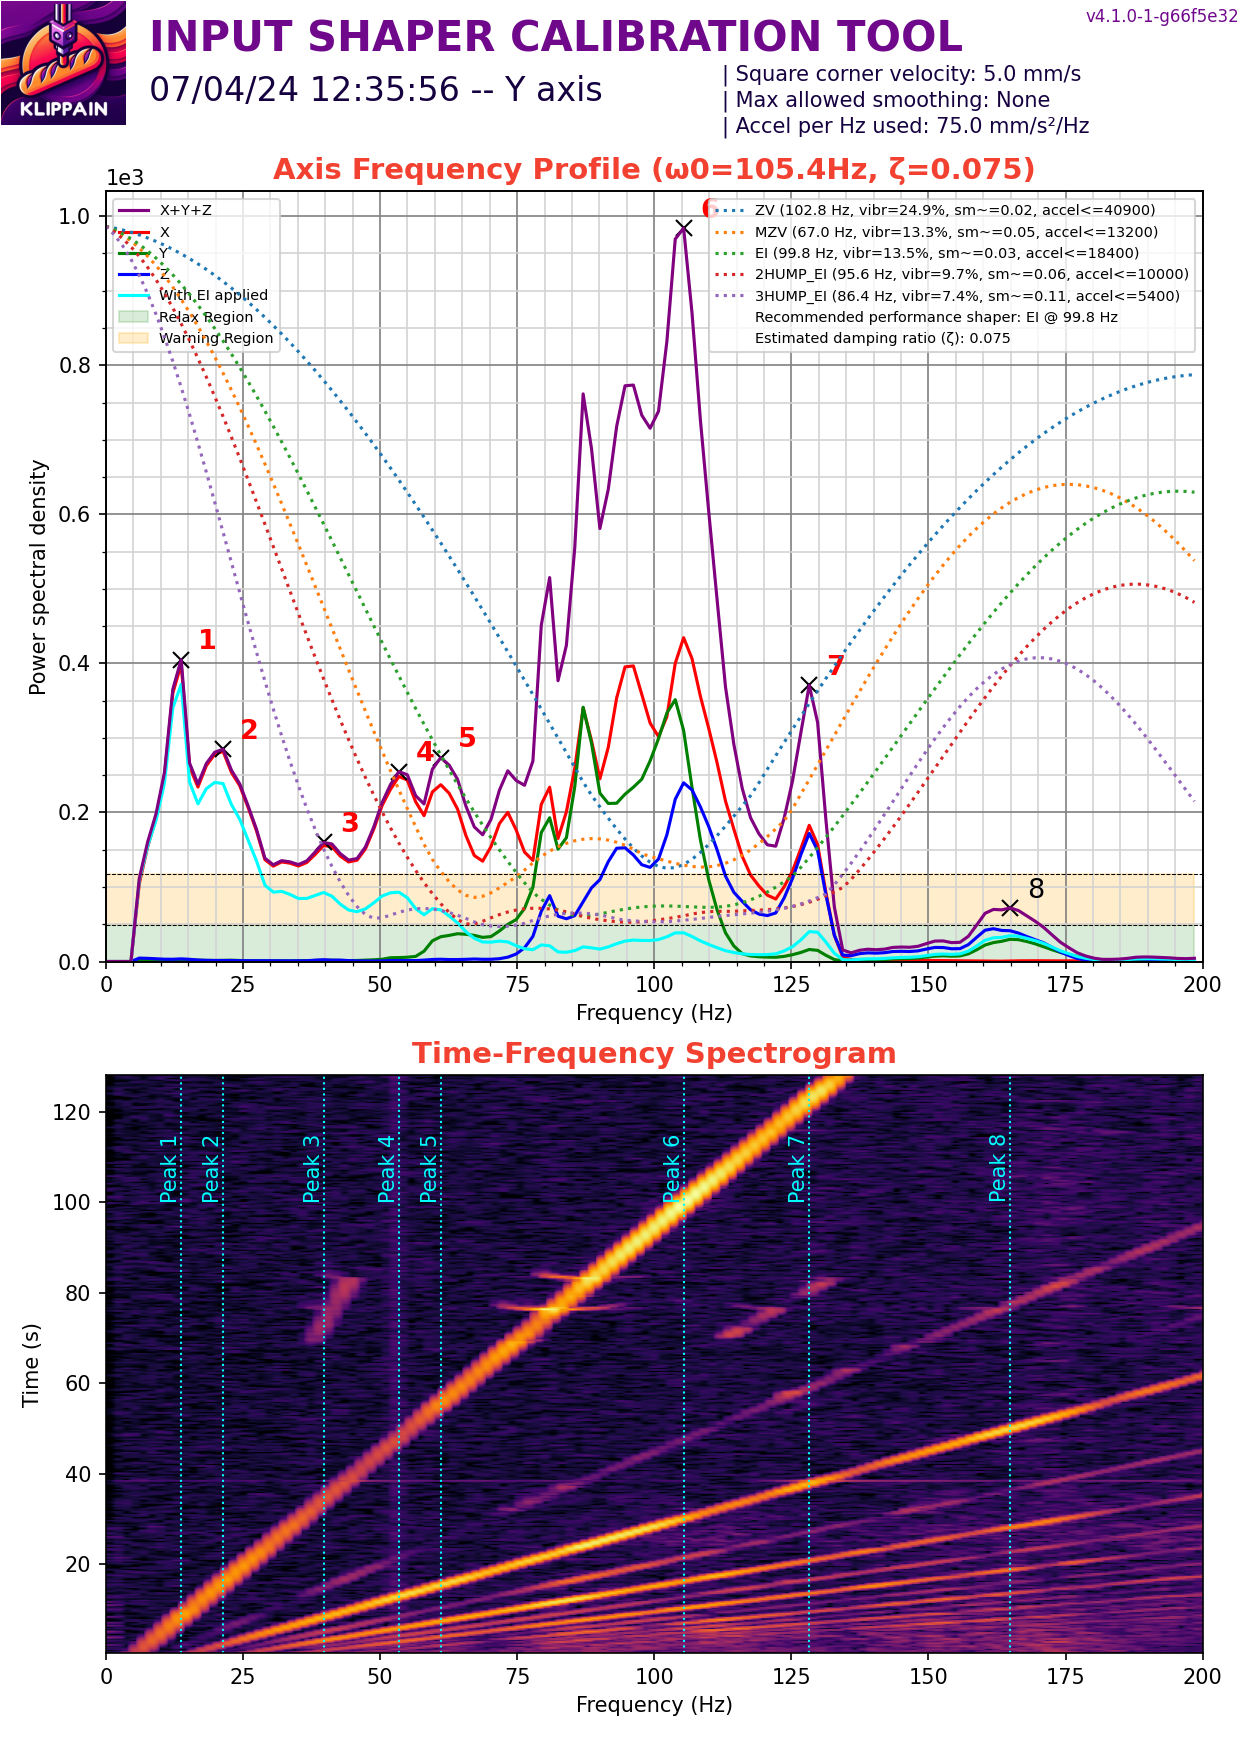 v4.1.0-1-g66f5e32
INPUT SHAPER CALIBRATION TOOL
07/04/24 12:35:56 -- Y axis
| Square corner velocity: 5.0 mm/s
| Max allowed smoothing: None
| Accel per Hz used: 75.0 mm/s²/Hz
KLIPPAIN
Axis Frequency Profile (ω0=105.4Hz, ζ=0.075)
1e3
X+Y+Z
X
Y
Z
With EI applied
Relax Region
Warning Region
ZV (102.8 Hz, vibr=24.9%, sm~=0.02, accel<=40900)
MZV (67.0 Hz, vibr=13.3%, sm~=0.05, accel<=13200)
EI (99.8 Hz, vibr=13.5%, sm~=0.03, accel<=18400)
2HUMP_EI (95.6 Hz, vibr=9.7%, sm~=0.06, accel<=10000)
3HUMP_EI (86.4 Hz, vibr=7.4%, sm~=0.11, accel<=5400)
Recommended performance shaper: EI @ 99.8 Hz
Estimated damping ratio (ζ): 0.075
1
2
3
4
5
6
7
8
Power spectral density
1.0
0.8
0.6
0.4
0.2
0.0
0 25 50 75 100 125 150 175 200
Frequency (Hz)
Time-Frequency Spectrogram
Peak 1
Peak 2
Peak 3
Peak 4
Peak 5
Peak 6
Peak 7
Peak 8
Time (s)
120
100
80
60
40
20
0 25 50 75 100 125 150 175 200
Frequency (Hz)